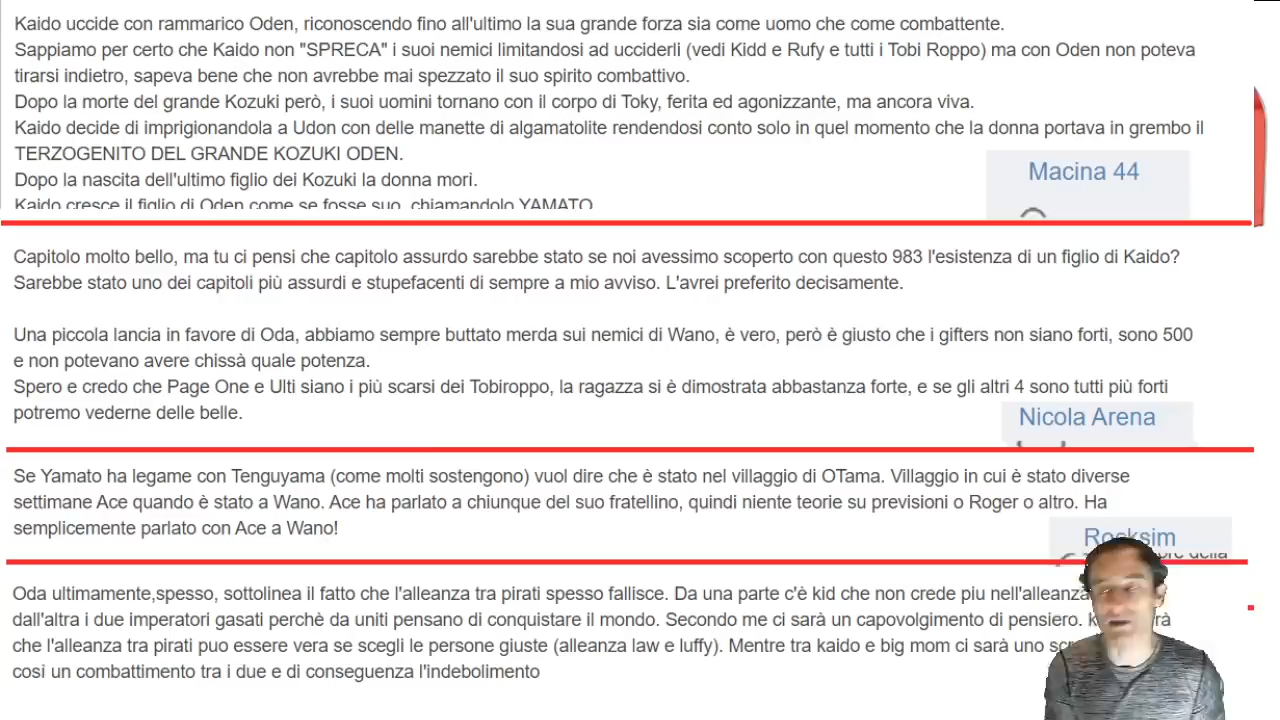 Kaido uccide con rammarico Oden, riconoscendo fino all'ultimo la sua grande forza sia come uomo che come combattente.
Sappiamo per certo che Kaido non "SPRECA" i suoi nemici limitandosi ad ucciderli (vedi Kidd e Rufy e tutti i Tobi Roppo) ma con Oden non poteva
tirarsi indietro, sapeva bene che non avrebbe mai spezzato il suo spirito combattivo.
Dopo la morte del grande Kozuki però, i suoi uomini tornano con il corpo di Toky, ferita ed agonizzante, ma ancora viva.
Kaido decide di imprigionandola a Udon con delle manette di algamatolite rendendosi conto solo in quel momento che la donna portava in grembo il
TERZOGENITO DEL GRANDE KOZUKI ODEN.
Dopo la nascita dell'ultimo figlio dei Kozuki la donna mori.
Kaido cresce il figlio di Oden come se fosse suo, chiamandolo YAMATO
Macina 44
Capitolo molto bello, ma tu ci pensi che capitolo assurdo sarebbe stato se noi avessimo scoperto con questo 983 l'esistenza di un figlio di Kaido?
Sarebbe stato uno dei capitoli più assurdi e stupefacenti di sempre a mio avviso. L'avrei preferito decisamente.
Una piccola lancia in favore di Oda, abbiamo sempre buttato merda sui nemici di Wano, è vero, però è giusto che i gifters non siano forti, sono 500
e non potevano avere chissà quale potenza.
Spero e credo che Page One e Ulti siano i più scarsi dei Tobiroppo, la ragazza si è dimostrata abbastanza forte, e se gli altri 4 sono tutti più forti
potremo vederne delle belle.
Nicola Arena
Se Yamato ha legame con Tenguyama (come molti sostengono) vuol dire che è stato nel villaggio di OTama. Villaggio in cui è stato diverse
settimane Ace quando è stato a Wano. Ace ha parlato a chiunque del suo fratellino, quindi niente teorie su previsioni o Roger o altro. Ha
semplicemente parlato con Ace a Wano!
Rocksim
della
Oda ultimamente,spesso, sottolinea il fatto che l'alleanza tra pirati spesso fallisce. Da una parte c'è kid che non crede piu nell'alleanza
dall'altra i due imperatori gasati perchè da uniti pensano di conquistare il mondo. Secondo me ci sarà un capovolgimento di pensiero.
che l'alleanza tra pirati puo essere vera se scegli le persone giuste (alleanza law e luffy). Mentre tra kaido e big mom ci sarà uno
cosi un combattimento tra i due e di conseguenza l'indebolimento